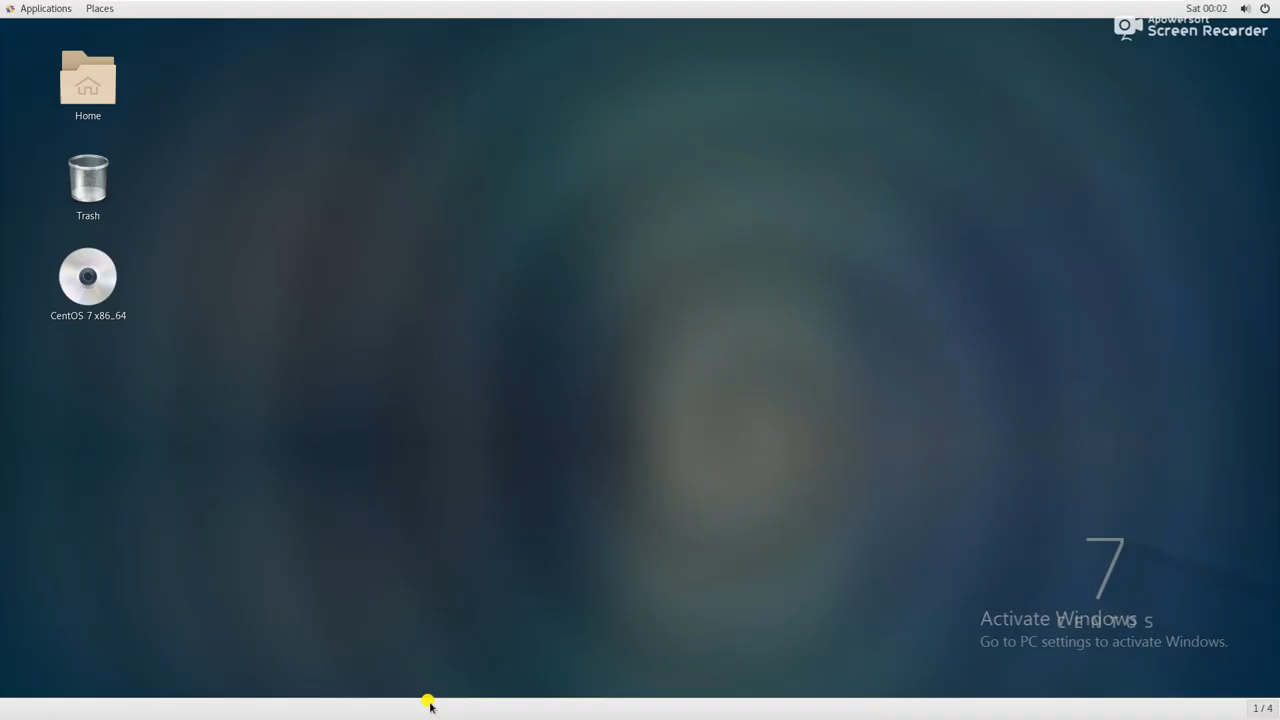 Applications Places Sat 00:02
Apowersoft
Screen Recorder
Home
Trash
CentOS 7 x86_64
7
CENTOS
Activate Windows
Go to PC settings to activate Windows.
1 / 4